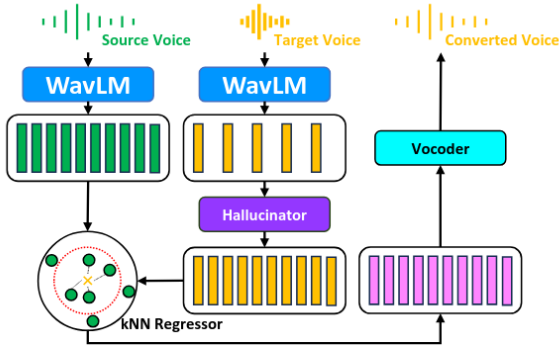 Source Voice
Target Voice
Converted Voice
WavLM
WavLM
Vocoder
Hallucinator
kNN Regressor